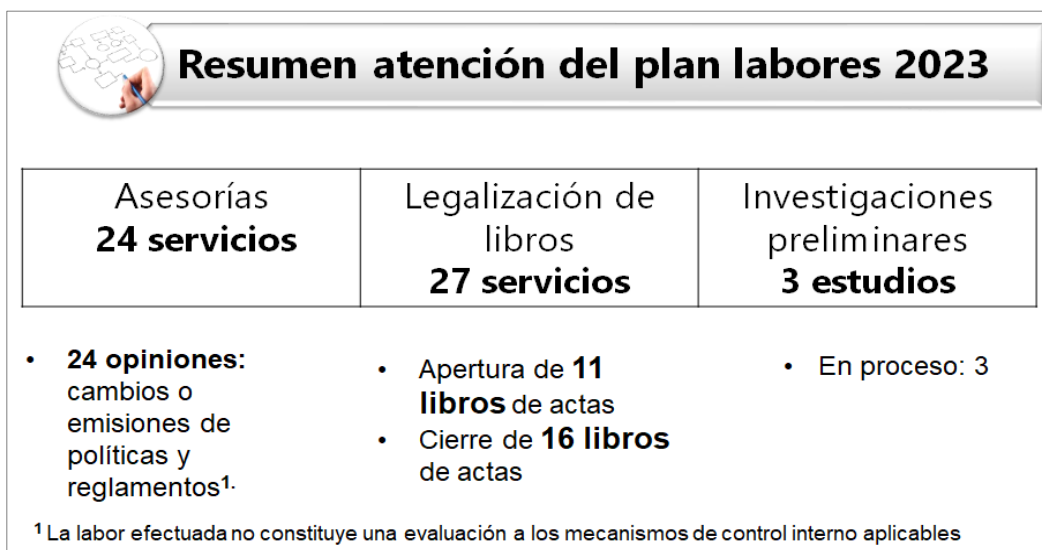 Resumen atención del plan labores 2023
Asesorías
24 servicios
Legalización de
libros
27 servicios
Investigaciones
preliminares
3 estudios
• 24 opiniones:
cambios o
emisiones de
políticas y
reglamentos¹.
• Apertura de 11
libros de actas
• Cierre de 16 libros
de actas
• En proceso: 3
¹ La labor efectuada no constituye una evaluación a los mecanismos de control interno aplicables